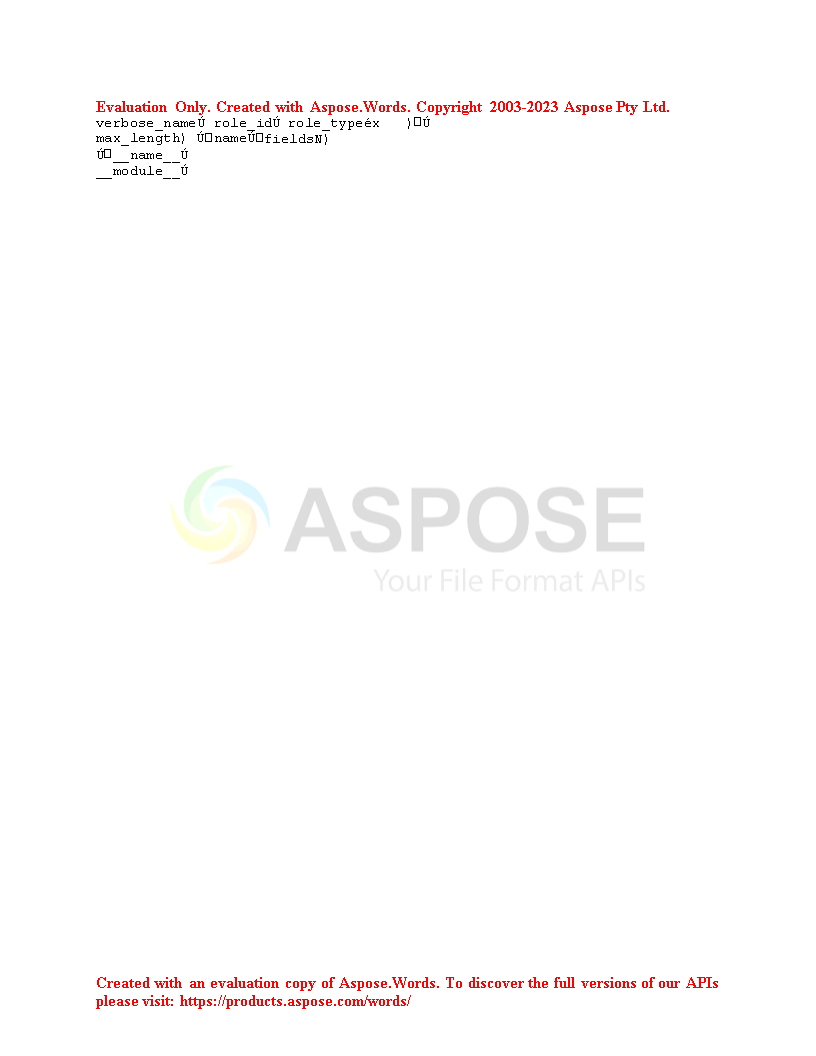 Evaluation Only. Created with Aspose.Words. Copyright 2003-2023 Aspose Pty Ltd.
verbose_nameÚ role_idÚ role_typeéx )□Ú
max_length) Ú□nameÚ□fieldsN)
Ú□__name__Ú
__module__Ú
ASPOSE
Your File Format APIs
Created with an evaluation copy of Aspose.Words. To discover the full versions of our APIs
please visit: https://products.aspose.com/words/